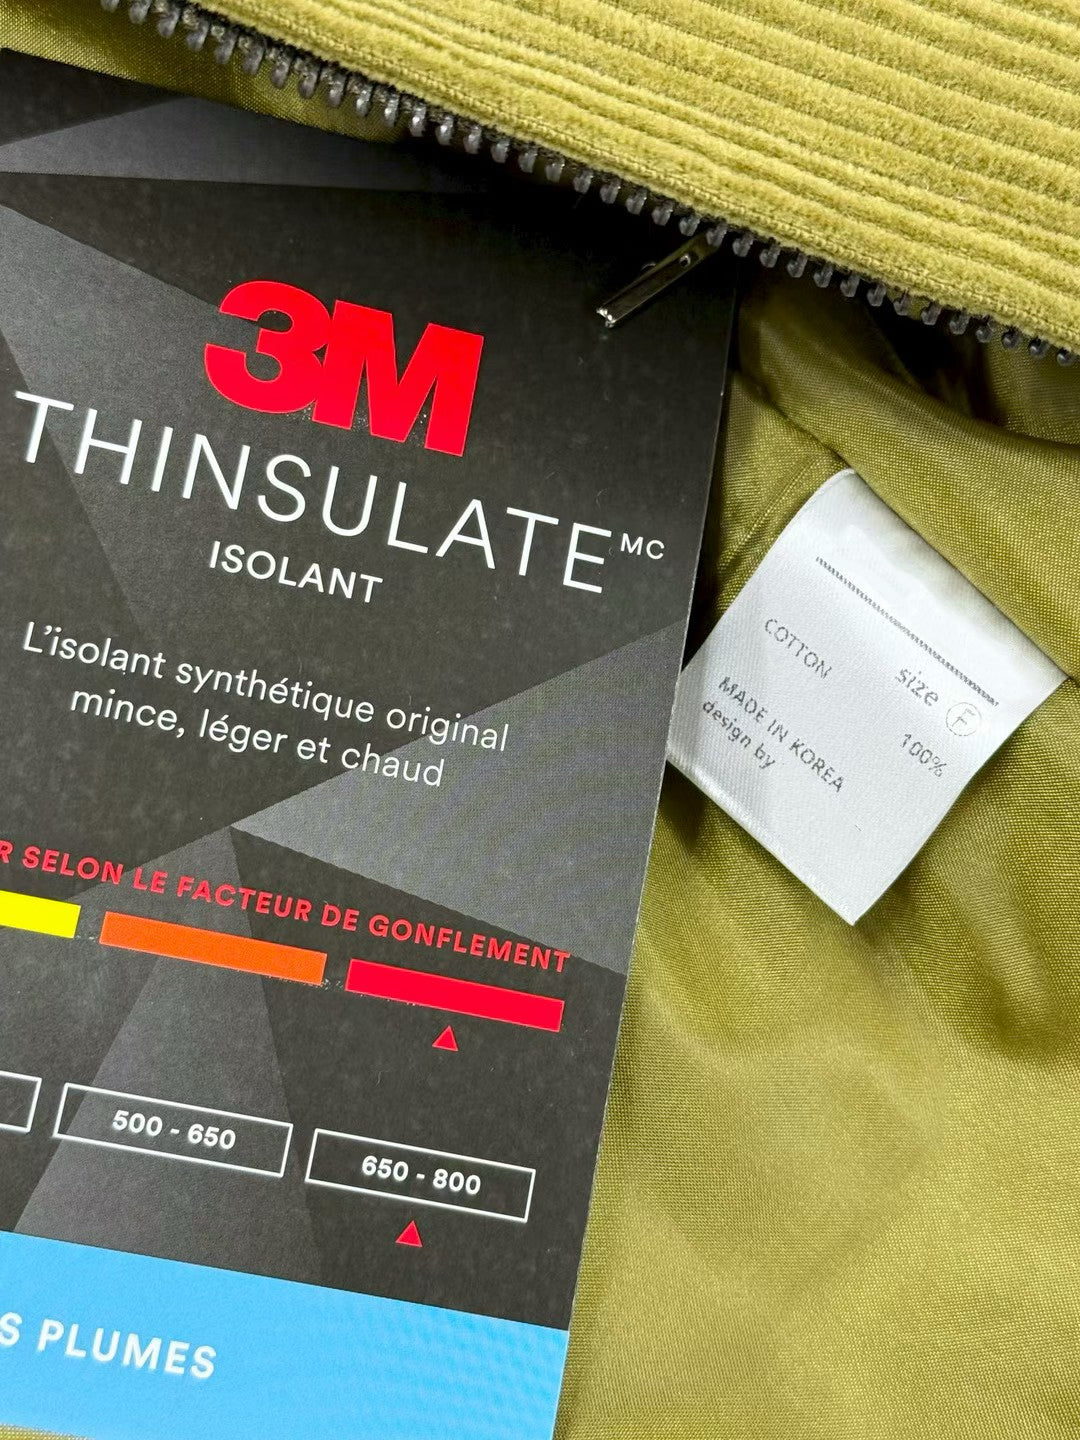 3M
THINSULATE MC
ISOLANT
L'isolant synthétique original
mince, léger et chaud
R SELON LE FACTEUR DE GONFLEMENT
500 - 650
650 - 800
S PLUMES
size F
COTTON 100%
MADE IN KOREA
design by